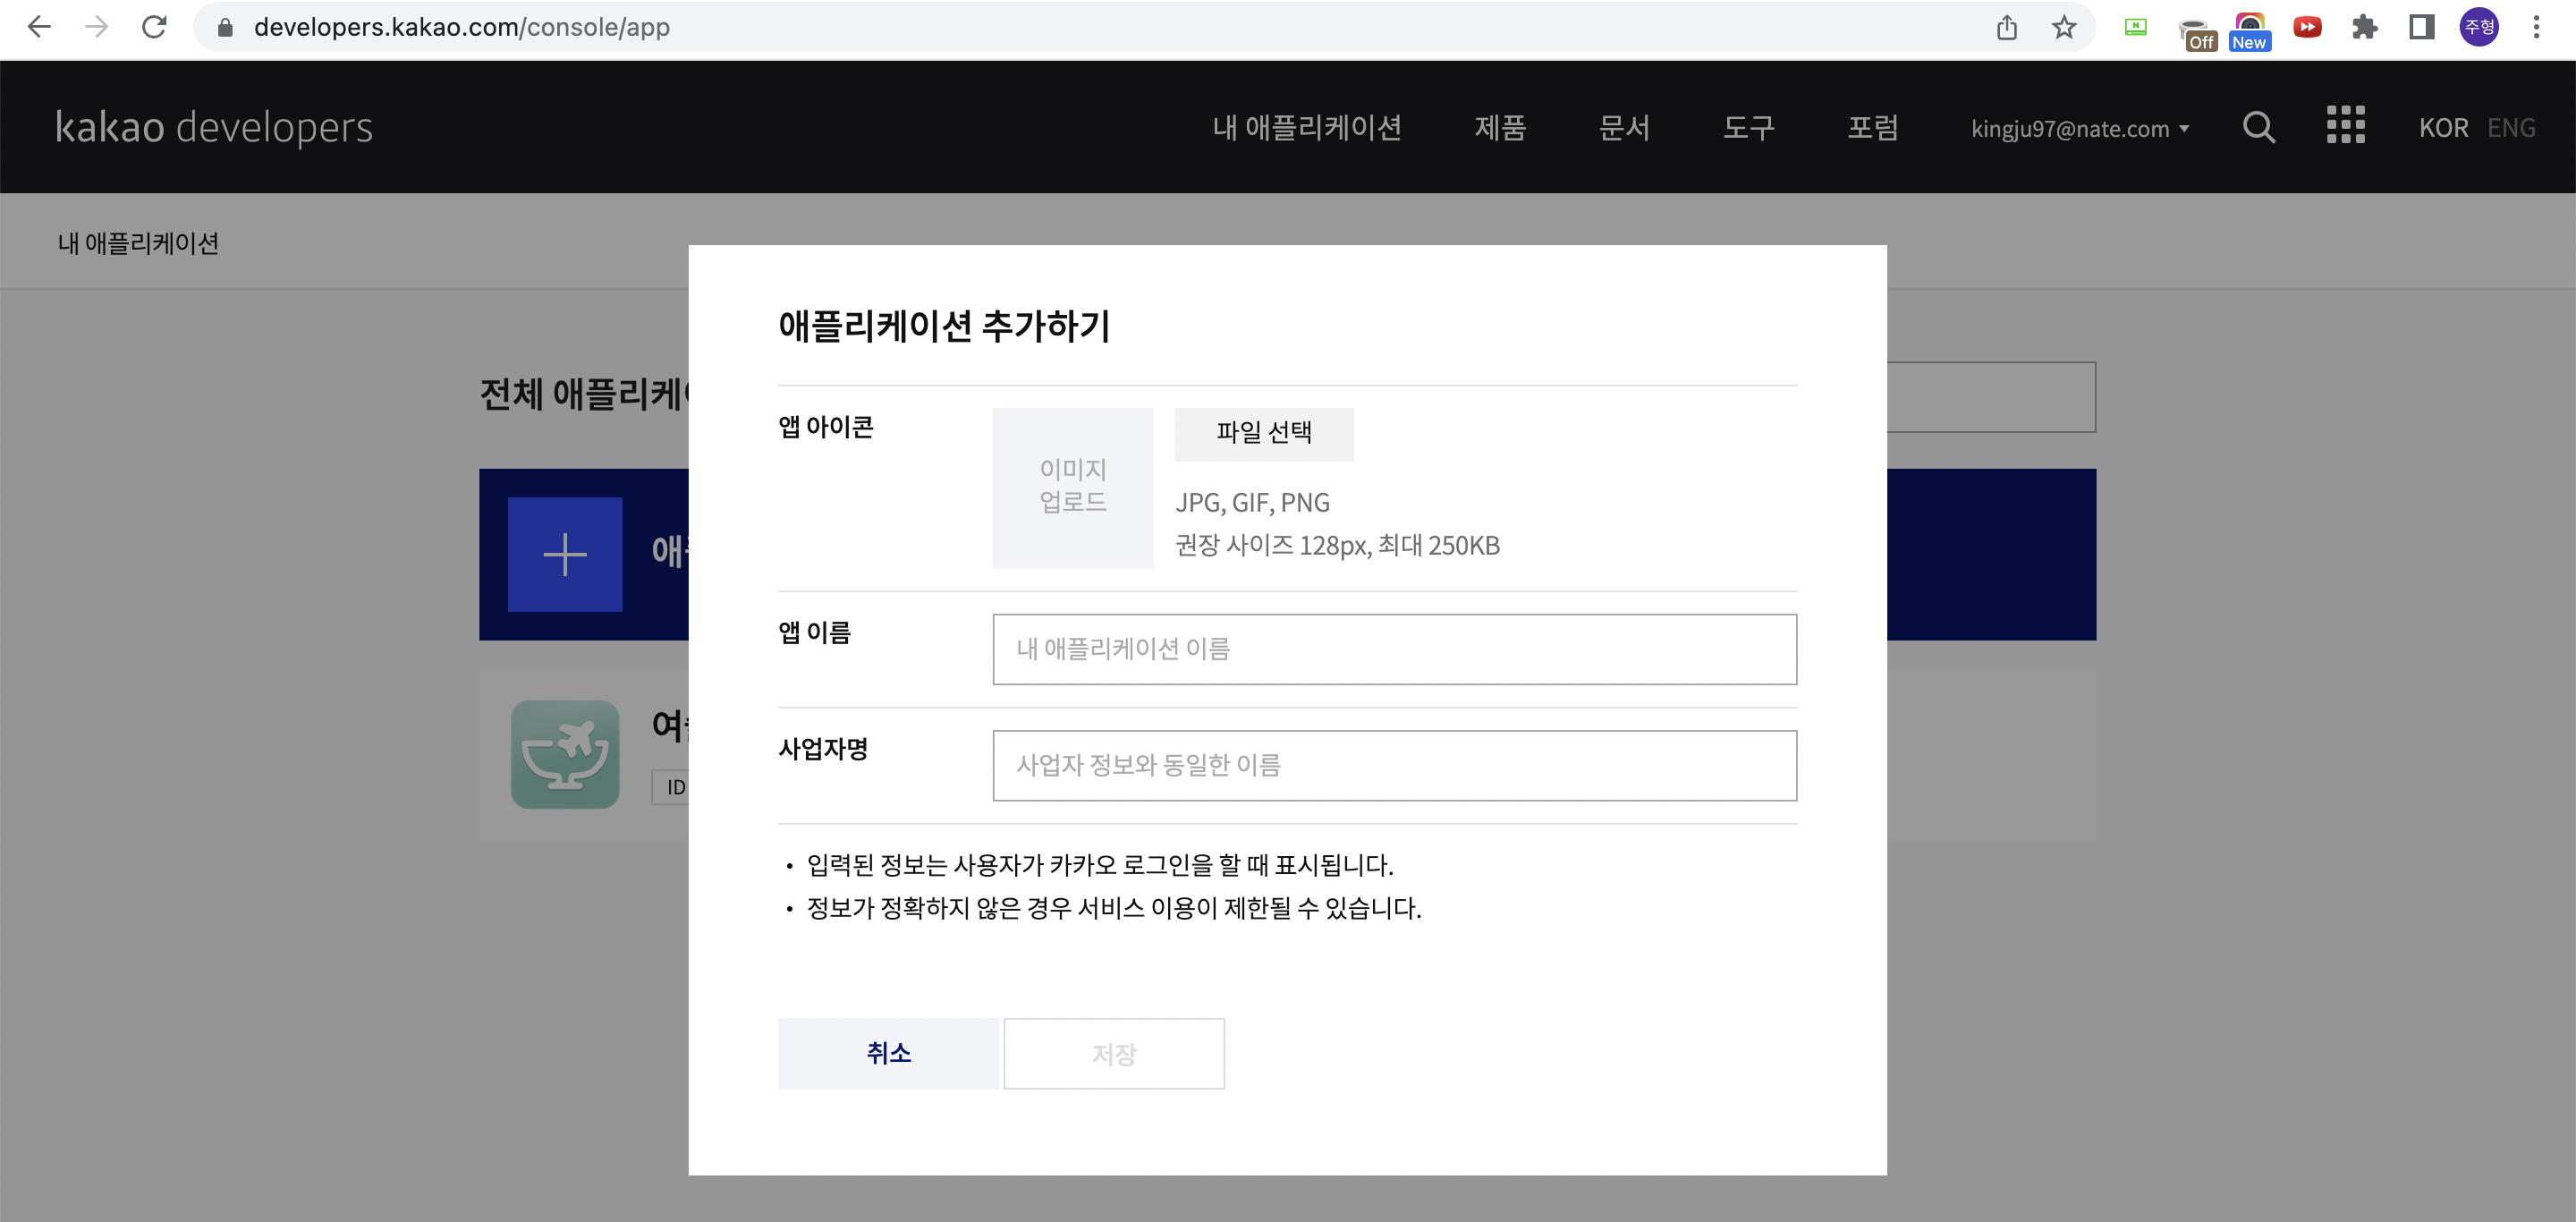 developers.kakao.com/console/app
Off
New
주형
kakao developers
내 애플리케이션
제품
문서
도구
포럼
kingju97@nate.com
KOR
ENG
내 애플리케이션
전체 애플리케
애플리케이션 추가하기
앱 아이콘
이미지
업로드
파일 선택
JPG, GIF, PNG
권장 사이즈 128px, 최대 250KB
앱 이름
내 애플리케이션 이름
사업자명
사업자 정보와 동일한 이름
ID
• 입력된 정보는 사용자가 카카오 로그인을 할 때 표시됩니다.
• 정보가 정확하지 않은 경우 서비스 이용이 제한될 수 있습니다.
취소
저장